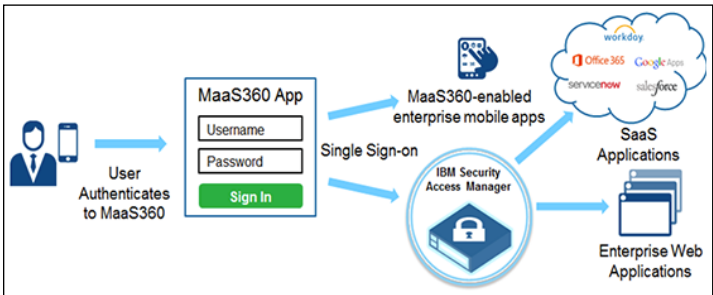 User
Authenticates
to MaaS360
MaaS360 App
Username
Password
Sign In
Single Sign-on
MaaS360-enabled
enterprise mobile apps
IBM Security
Access Manager
workday
Office 365
Google Apps
servicenow
salesforce
SaaS
Applications
Enterprise Web
Applications